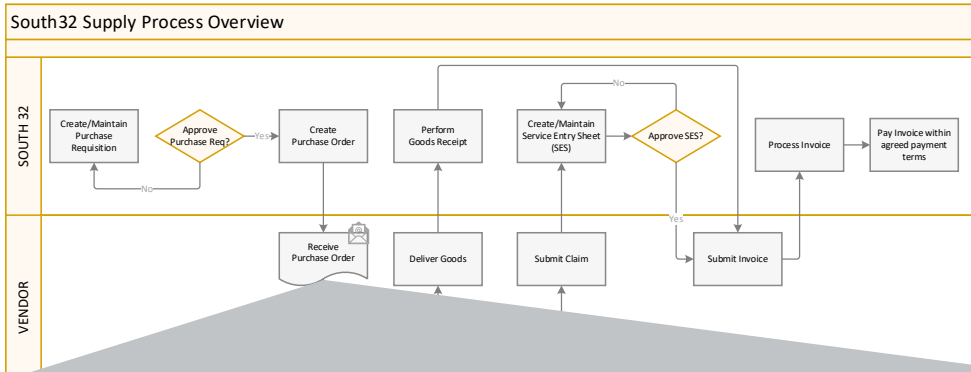 South32 Supply Process Overview
SOUTH 32
Create/Maintain
Purchase
Requisition
Approve
Purchase Req?
Yes
No
Create
Purchase Order
Perform
Goods Receipt
Create/Maintain
Service Entry Sheet
(SES)
No
Approve SES?
Yes
Process Invoice
Pay Invoice within
agreed payment
terms
VENDOR
Receive
Purchase Order
Deliver Goods
Submit Claim
Submit Invoice